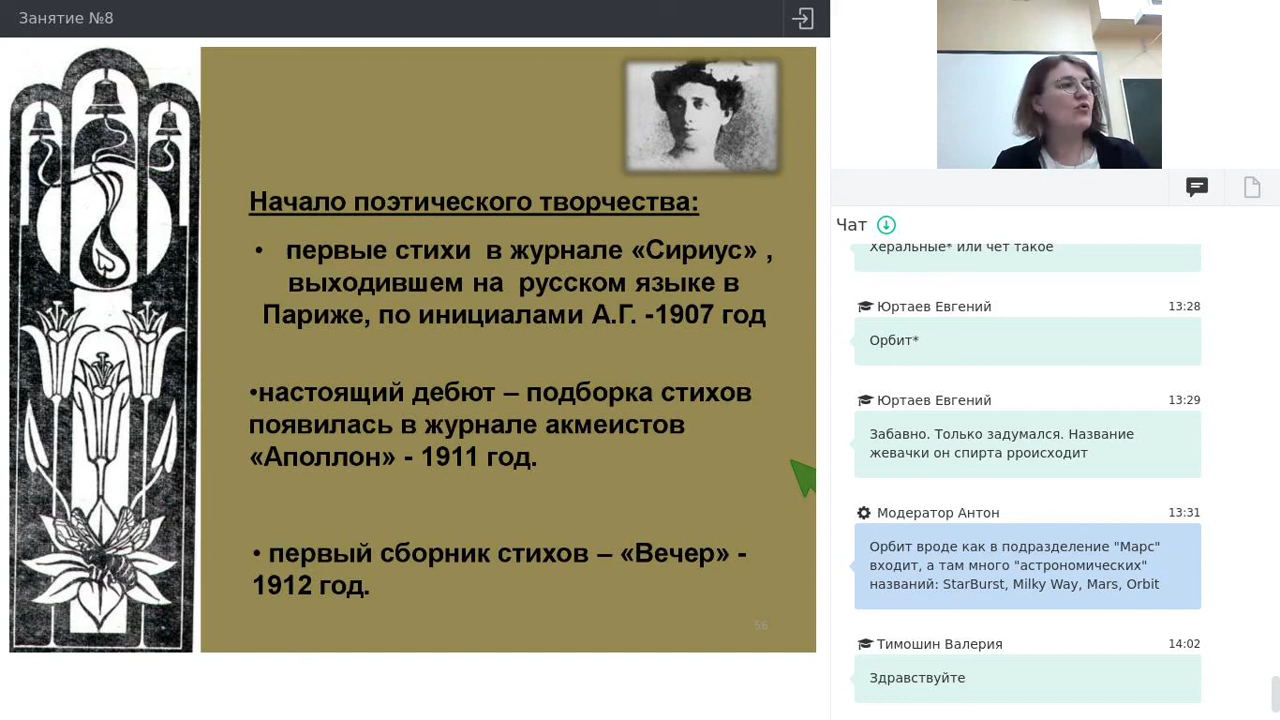 Занятие №8
Начало поэтического творчества:
• первые стихи в журнале «Сириус» ,
выходившем на русском языке в
Париже, по инициалами А.Г. -1907 год
•настоящий дебют – подборка стихов
появилась в журнале акмеистов
«Аполлон» - 1911 год.
• первый сборник стихов – «Вечер» -
1912 год.
56
Чат
Херальные* или чет такое
Юртаев Евгений 13:28
Орбит*
Юртаев Евгений 13:29
Забавно. Только задумался. Название
жевачки он спирта рроисходит
Модератор Антон 13:31
Орбит вроде как в подразделение "Марс"
входит, а там много "астрономических"
названий: StarBurst, Milky Way, Mars, Orbit
Тимошин Валерия 14:02
Здравствуйте